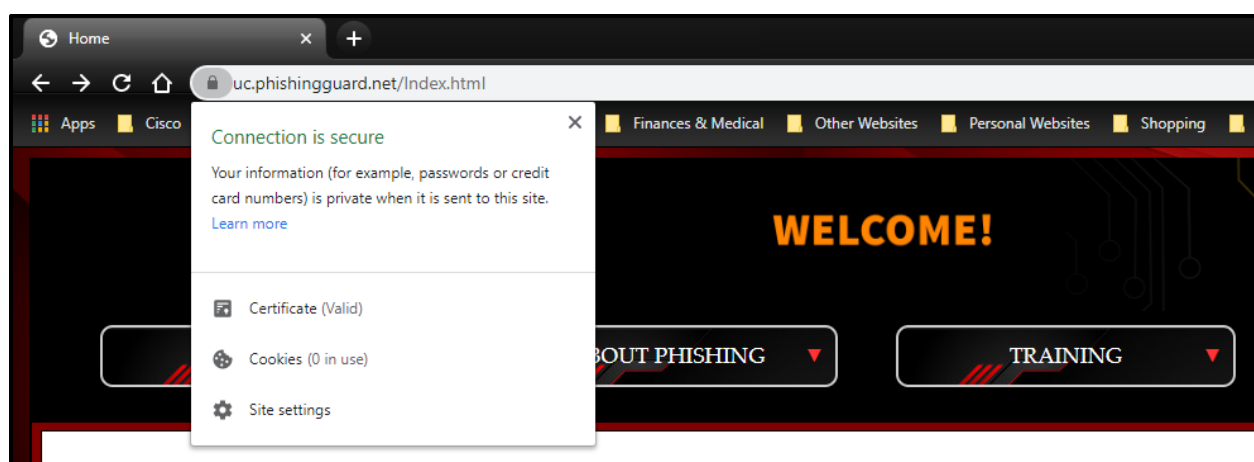 Home
uc.phishingguard.net/Index.html
Apps Cisco Finances & Medical Other Websites Personal Websites Shopping
Connection is secure
Your information (for example, passwords or credit
card numbers) is private when it is sent to this site.
Learn more
WELCOME!
Certificate (Valid)
Cookies (0 in use)
Site settings
BOUT PHISHING
TRAINING